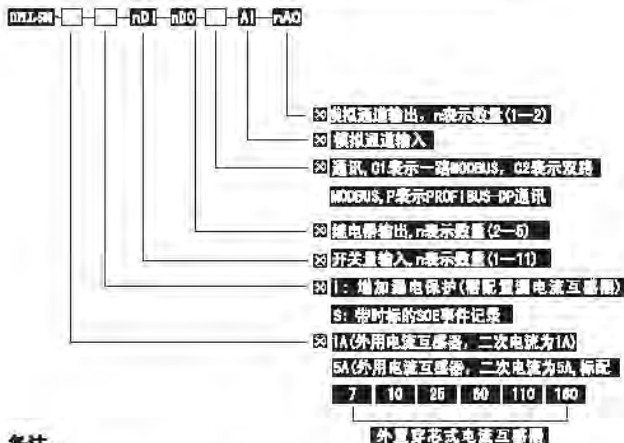 nDI nDO AI nAO
模拟通道输出, n表示数量(1—2)
模拟通道输入
通讯, C1表示一路MODBUS, C2表示双路
MODBUS, P表示PROFIBUS-DP通讯
继电器输出, n表示数量(2—5)
开关量输入, n表示数量(1—11)
I: 增加漏电保护(需配置漏电流互感器)
S: 带时标的SOE事件记录
1A(外用电流互感器, 二次电流为1A)
5A(外用电流互感器, 二次电流为5A, 标配
7 10 25 60 110 160
外置穿芯式电流互感器
备注